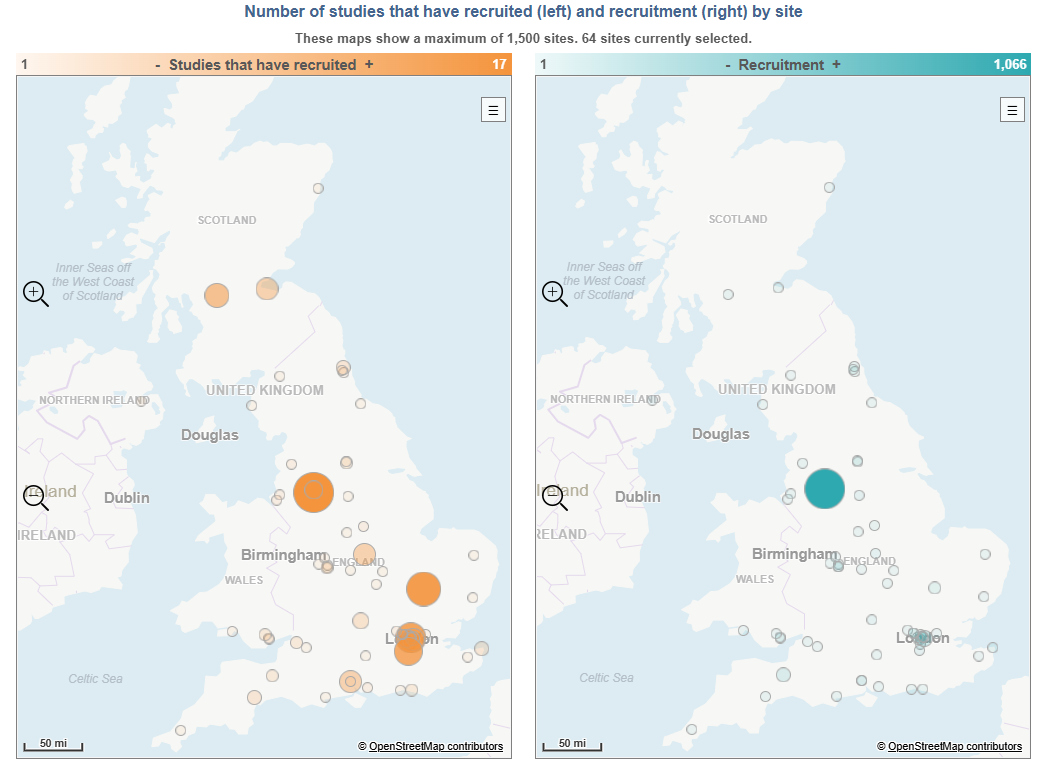 Number of studies that have recruited (left) and recruitment (right) by site
These maps show a maximum of 1,500 sites. 64 sites currently selected.
1 - Studies that have recruited + 17
☰
SCOTLAND
Inner Seas off
the West Coast
of Scotland
UNITED KINGDOM
NORTHERN IRELAND
Douglas
Ireland
Dublin
IRELAND
Birmingham
ENGLAND
WALES
London
Celtic Sea
50 mi
© OpenStreetMap contributors
1 - Recruitment + 1,066
☰
SCOTLAND
Inner Seas off
the West Coast
of Scotland
UNITED KINGDOM
NORTHERN IRELAND
Douglas
Ireland
Dublin
RELAND
Birmingham
ENGLAND
WALES
London
Celtic Sea
50 mi
© OpenStreetMap contributors